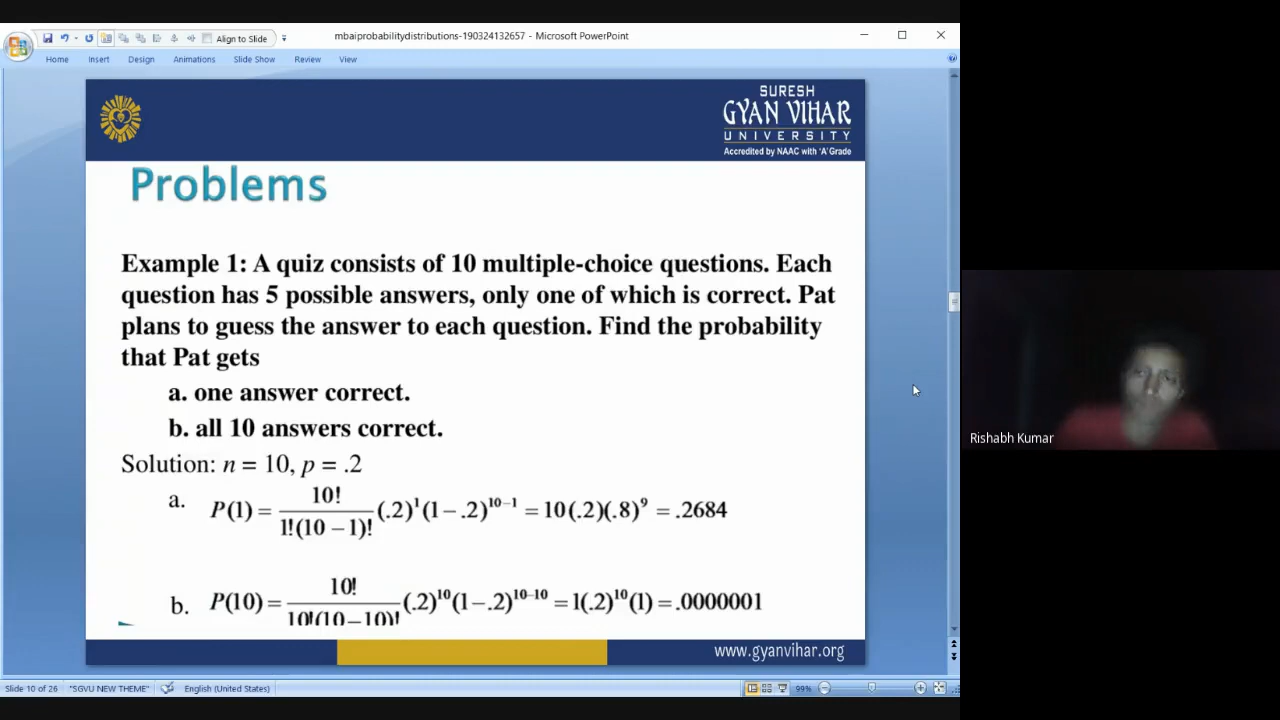 Align to Slide
mbaiprobabilitydistributions-190324132657 - Microsoft PowerPoint
Home Insert Design Animations Slide Show Review View
SURESH
GYAN VIHAR
UNIVERSITY
Accredited by NAAC with 'A' Grade
Problems
Example 1: A quiz consists of 10 multiple-choice questions. Each
question has 5 possible answers, only one of which is correct. Pat
plans to guess the answer to each question. Find the probability
that Pat gets
a. one answer correct.
b. all 10 answers correct.
Solution: n = 10, p = .2
a. P(1) = 10! / 1!(10 − 1)! (.2)¹(1 − .2)¹⁰⁻¹ = 10(.2)(.8)⁹ = .2684
b. P(10) = 10! / 10!(10 − 10)! (.2)¹⁰(1 − .2)¹⁰⁻¹⁰ = 1(.2)¹⁰(1) = .0000001
www.gyanvihar.org
Rishabh Kumar
Slide 10 of 26 "SGVU NEW THEME" English (United States) 99%